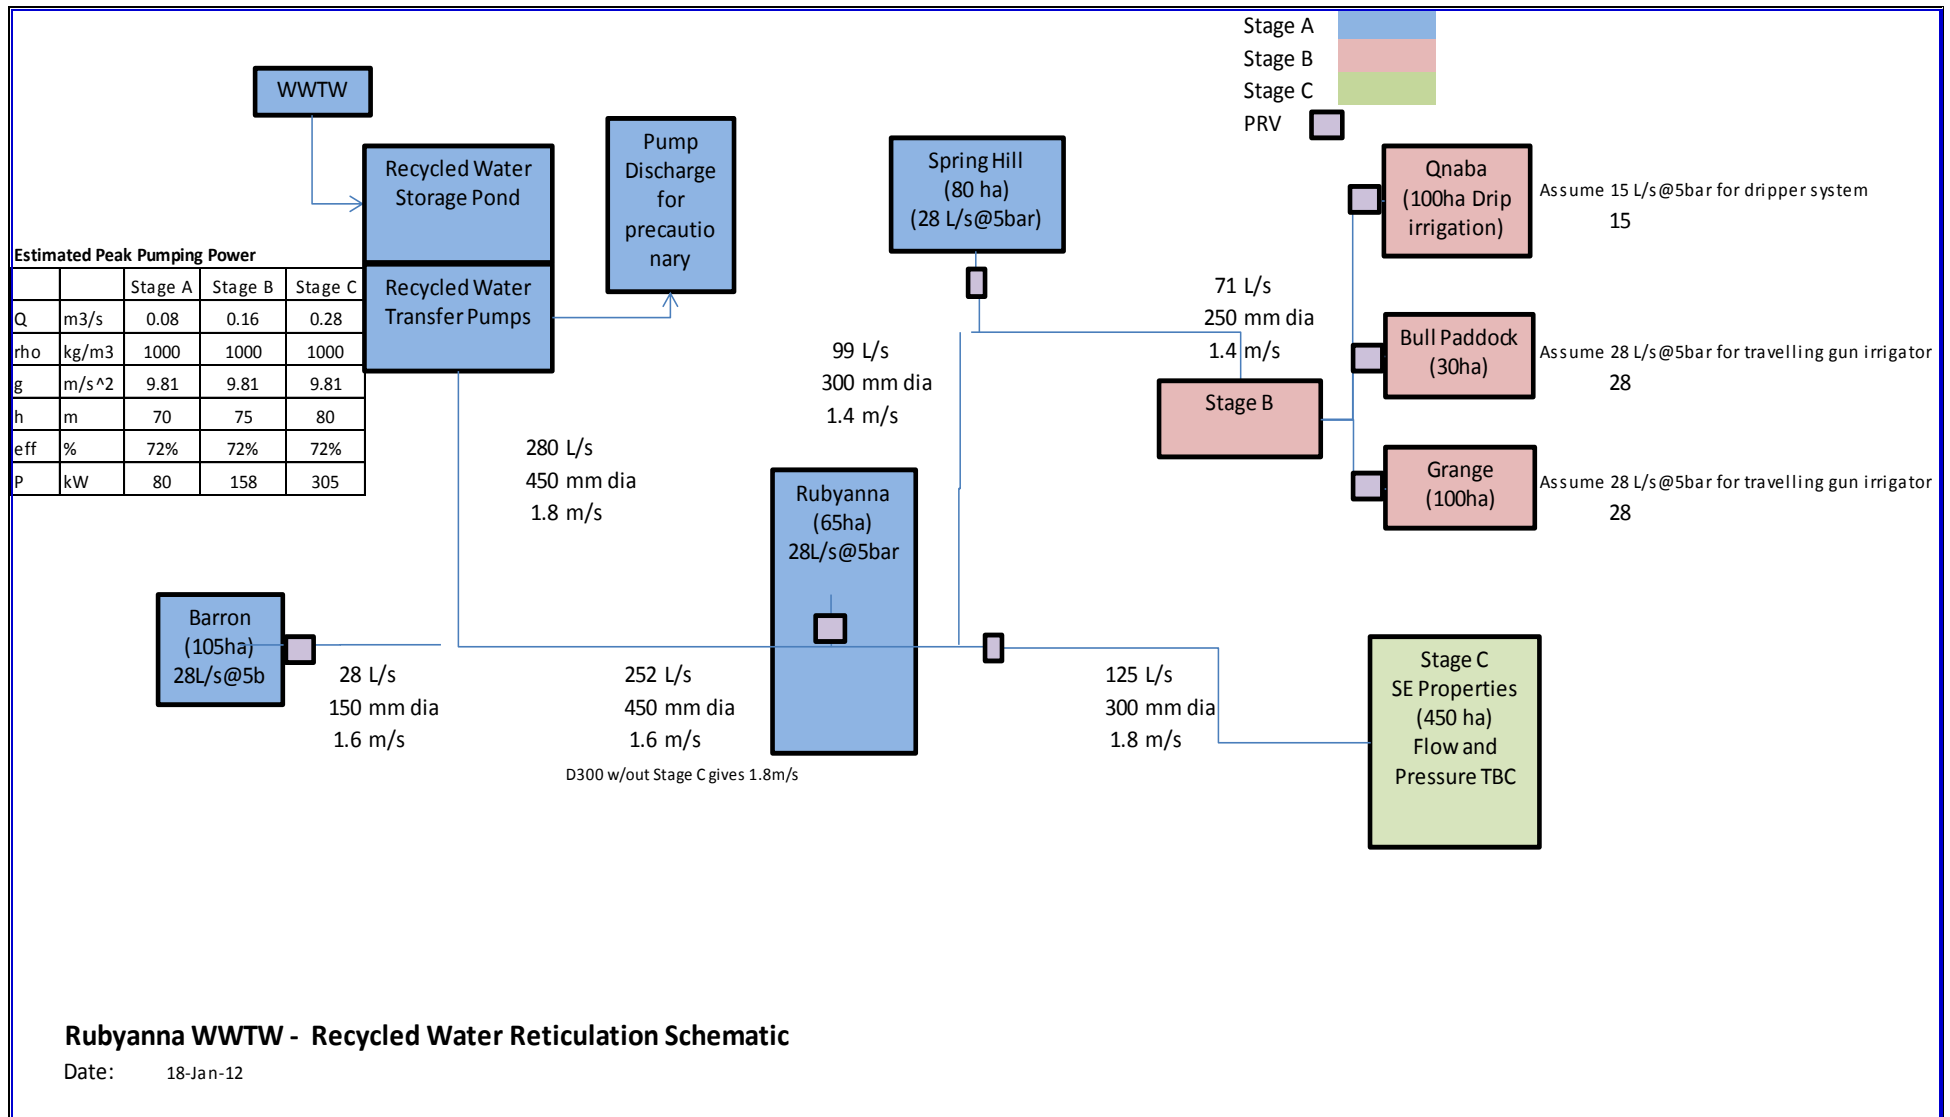 Stage A
Stage B
Stage C
PRV
WWTW
Recycled Water
Storage Pond
Recycled Water
Transfer Pumps
Pump
Discharge
for
precautio
nary
Spring Hill
(80 ha)
(28 L/s@5bar)
Qnaba
(100ha Drip
irrigation)
Assume 15 L/s@5bar for dripper system
15
Estimated Peak Pumping Power
Stage A Stage B Stage C
Q m3/s 0.08 0.16 0.28
rho kg/m3 1000 1000 1000
g m/s^2 9.81 9.81 9.81
h m 70 75 80
eff % 72% 72% 72%
P kW 80 158 305
71 L/s
250 mm dia
1.4 m/s
99 L/s
300 mm dia
1.4 m/s
Bull Paddock
(30ha)
Assume 28 L/s@5bar for travelling gun irrigator
28
Stage B
280 L/s
450 mm dia
1.8 m/s
Rubyanna
(65ha)
28L/s@5bar
Grange
(100ha)
Assume 28 L/s@5bar for travelling gun irrigator
28
Barron
(105ha)
28L/s@5b
28 L/s
150 mm dia
1.6 m/s
252 L/s
450 mm dia
1.6 m/s
D300 w/out Stage C gives 1.8m/s
125 L/s
300 mm dia
1.8 m/s
Stage C
SE Properties
(450 ha)
Flow and
Pressure TBC
Rubyanna WWTW - Recycled Water Reticulation Schematic
Date: 18-Jan-12